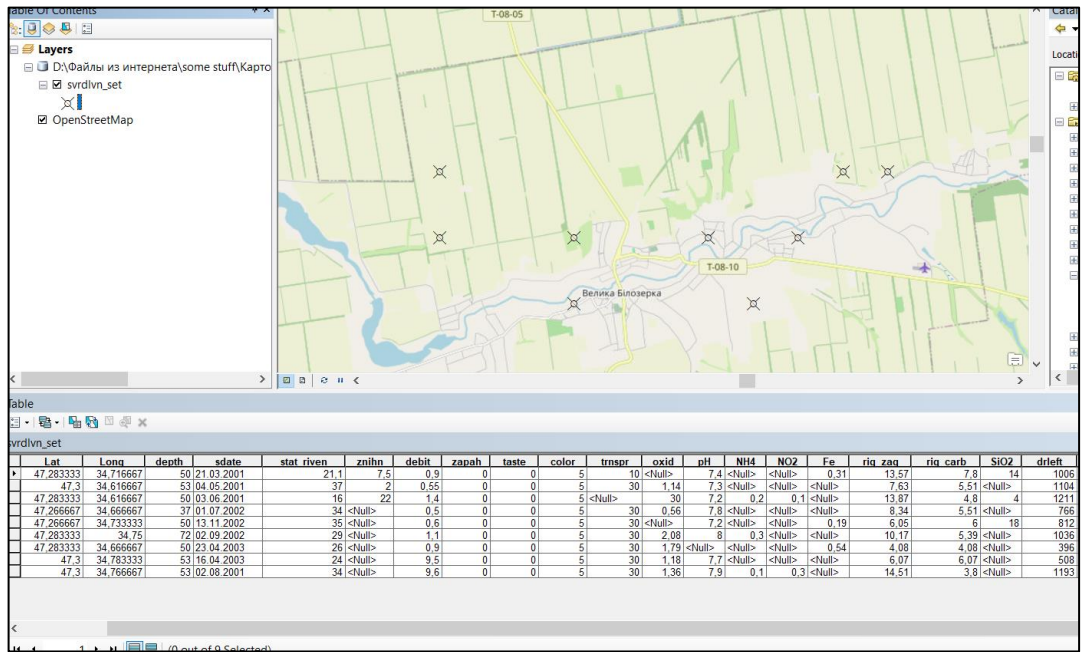 Table Of Contents
Layers
D:\Файлы из интернета\some stuff\Карто
svrdlvn_set
OpenStreetMap
T-08-05
T-08-10
Велика Білозерка
Locati
Table
svrdlvn_set
Lat Long depth sdate stat_riven znihn debit zapah taste color trnspr oxid pH NH4 NO2 Fe rig_zag rig_carb SiO2 drleft
47,283333 34,716667 50 21.03.2001 21,1 7,5 0,9 0 0 5 10 <Null> 7,4 <Null> <Null> 0,31 13,57 7,8 14 1006
47,3 34,616667 53 04.05.2001 37 2 0,55 0 0 5 30 1,14 7,3 <Null> <Null> <Null> 7,63 5,51 <Null> 1104
47,283333 34,616667 50 03.06.2001 16 22 1,4 0 0 5 <Null> 30 7,2 0,2 0,1 <Null> 13,87 4,8 4 1211
47,266667 34,666667 37 01.07.2002 34 <Null> 0,5 0 0 5 30 0,56 7,8 <Null> <Null> <Null> 8,34 5,51 <Null> 766
47,266667 34,733333 50 13.11.2002 35 <Null> 0,6 0 0 5 30 <Null> 7,2 <Null> <Null> 0,19 6,05 6 18 812
47,283333 34,75 72 02.09.2002 29 <Null> 1,1 0 0 5 30 2,08 8 0,3 <Null> <Null> 10,17 5,39 <Null> 1036
47,283333 34,666667 50 23.04.2003 26 <Null> 0,9 0 0 5 30 1,79 <Null> <Null> <Null> 0,54 4,08 4,08 <Null> 396
47,3 34,783333 53 16.04.2003 24 <Null> 9,5 0 0 5 30 1,18 7,7 <Null> <Null> <Null> 6,07 6,07 <Null> 508
47,3 34,766667 53 02.08.2001 34 <Null> 9,6 0 0 5 30 1,36 7,9 0,1 0,3 <Null> 14,51 3,8 <Null> 1193
1 (0 out of 9 Selected)